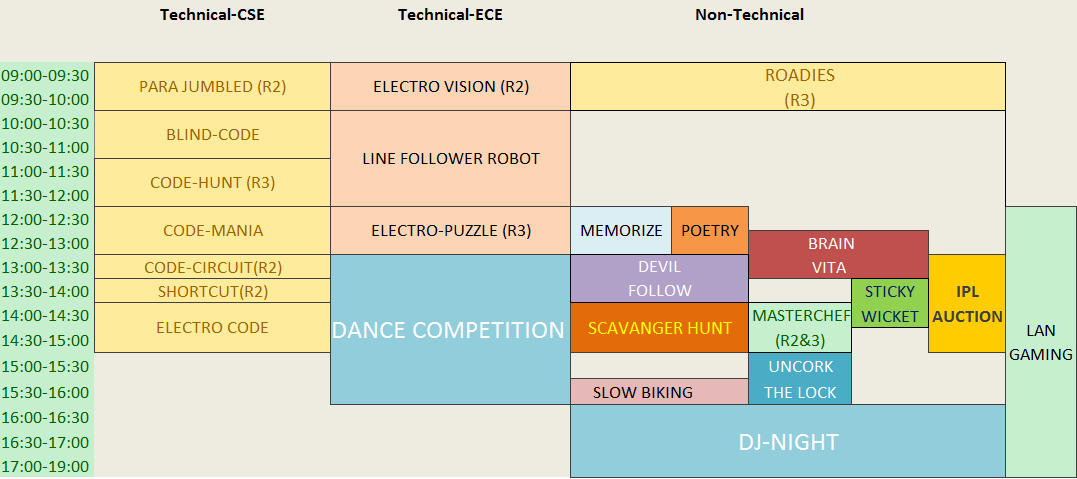 Technical-CSE Technical-ECE Non-Technical
09:00-09:30
09:30-10:00
10:00-10:30
10:30-11:00
11:00-11:30
11:30-12:00
12:00-12:30
12:30-13:00
13:00-13:30
13:30-14:00
14:00-14:30
14:30-15:00
15:00-15:30
15:30-16:00
16:00-16:30
16:30-17:00
17:00-19:00
PARA JUMBLED (R2)
BLIND-CODE
CODE-HUNT (R3)
CODE-MANIA
CODE-CIRCUIT(R2)
SHORTCUT(R2)
ELECTRO CODE
ELECTRO VISION (R2)
LINE FOLLOWER ROBOT
ELECTRO-PUZZLE (R3)
DANCE COMPETITION
ROADIES
(R3)
MEMORIZE
POETRY
BRAIN
VITA
DEVIL
FOLLOW
STICKY
WICKET
IPL
AUCTION
SCAVANGER HUNT
MASTERCHEF
(R2&3)
UNCORK
THE LOCK
SLOW BIKING
LAN
GAMING
DJ-NIGHT